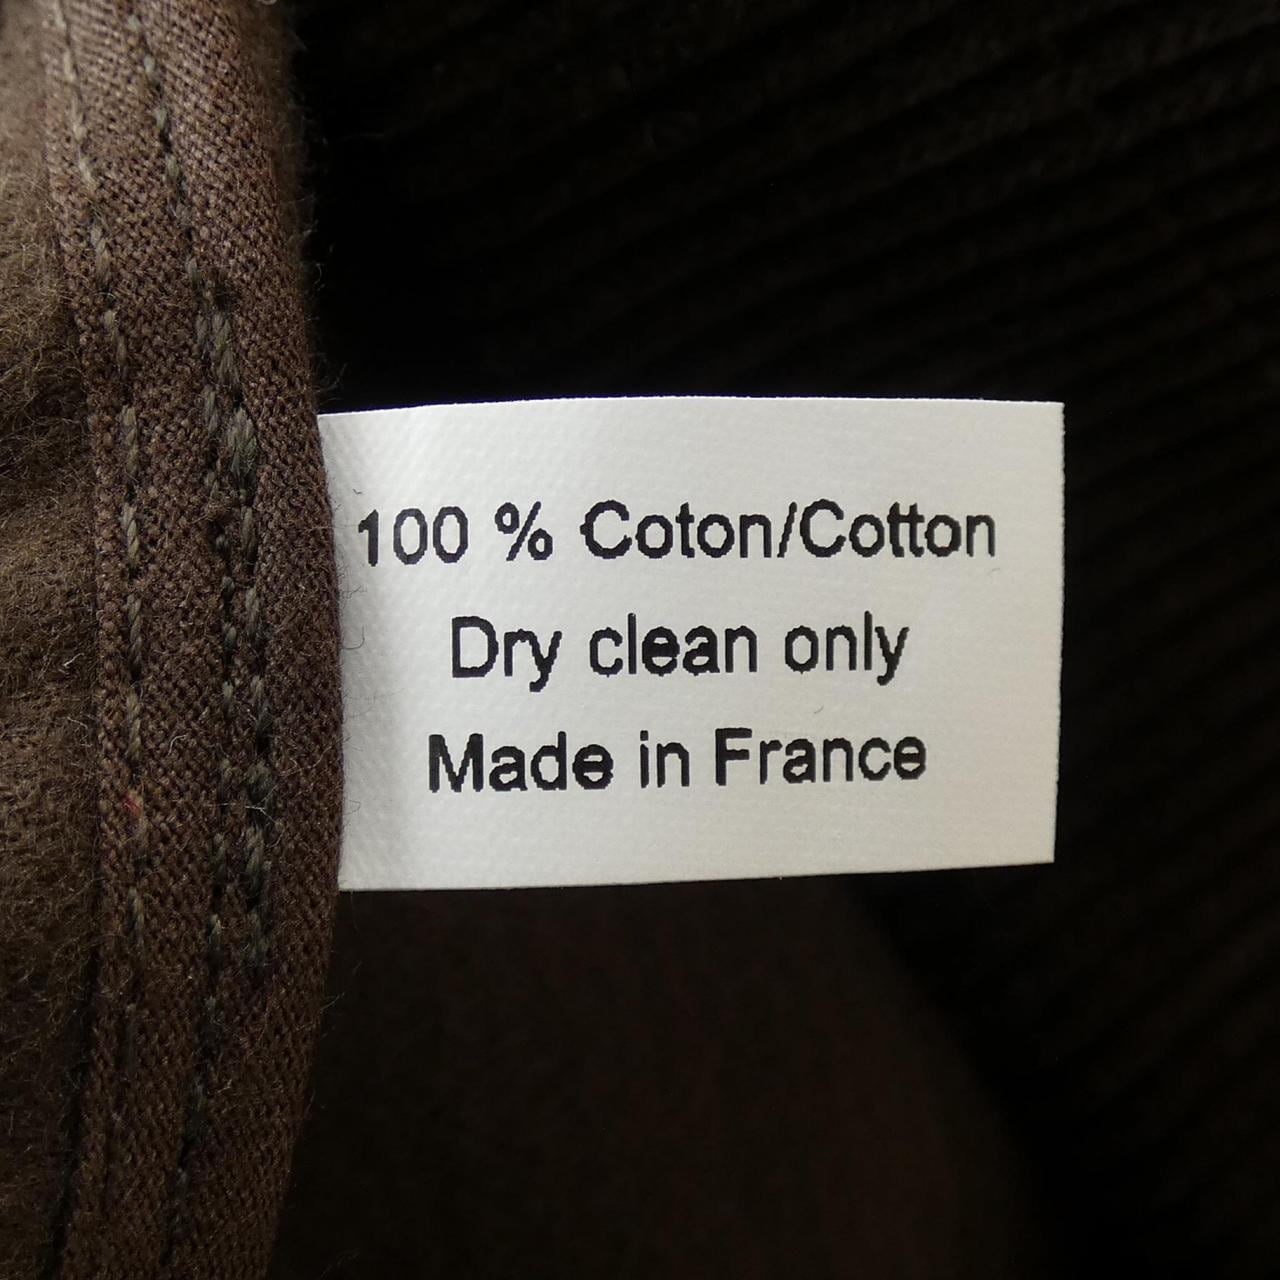 100 % Coton/Cotton
Dry clean only
Made in France